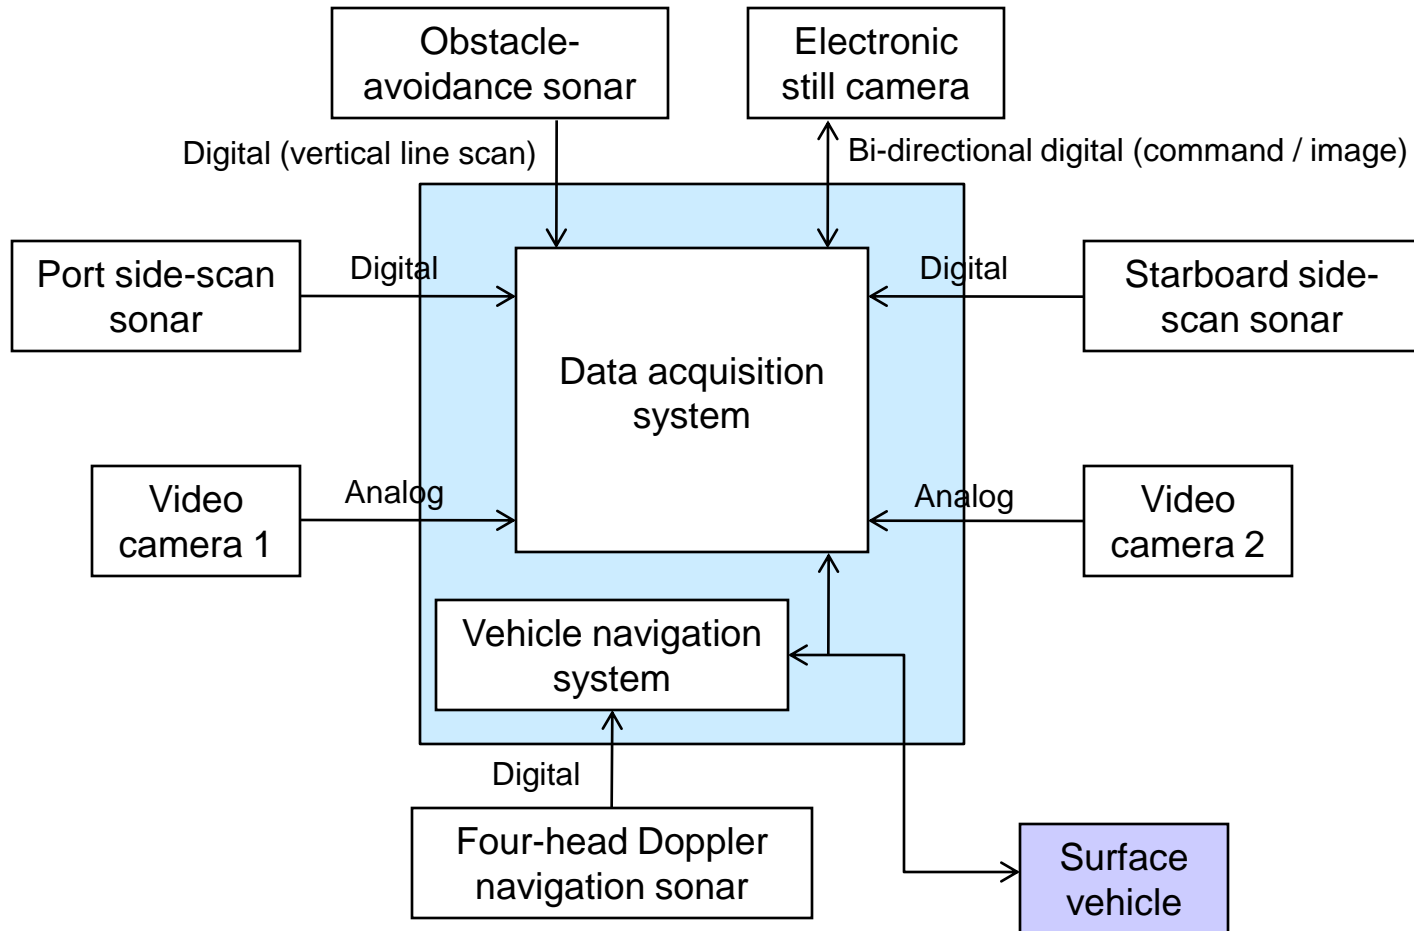 Obstacle-
avoidance sonar
Electronic
still camera
Digital (vertical line scan)
Bi-directional digital (command / image)
Port side-scan
sonar
Digital
Digital
Starboard side-
scan sonar
Data acquisition
system
Video
camera 1
Analog
Analog
Video
camera 2
Vehicle navigation
system
Digital
Four-head Doppler
navigation sonar
Surface
vehicle